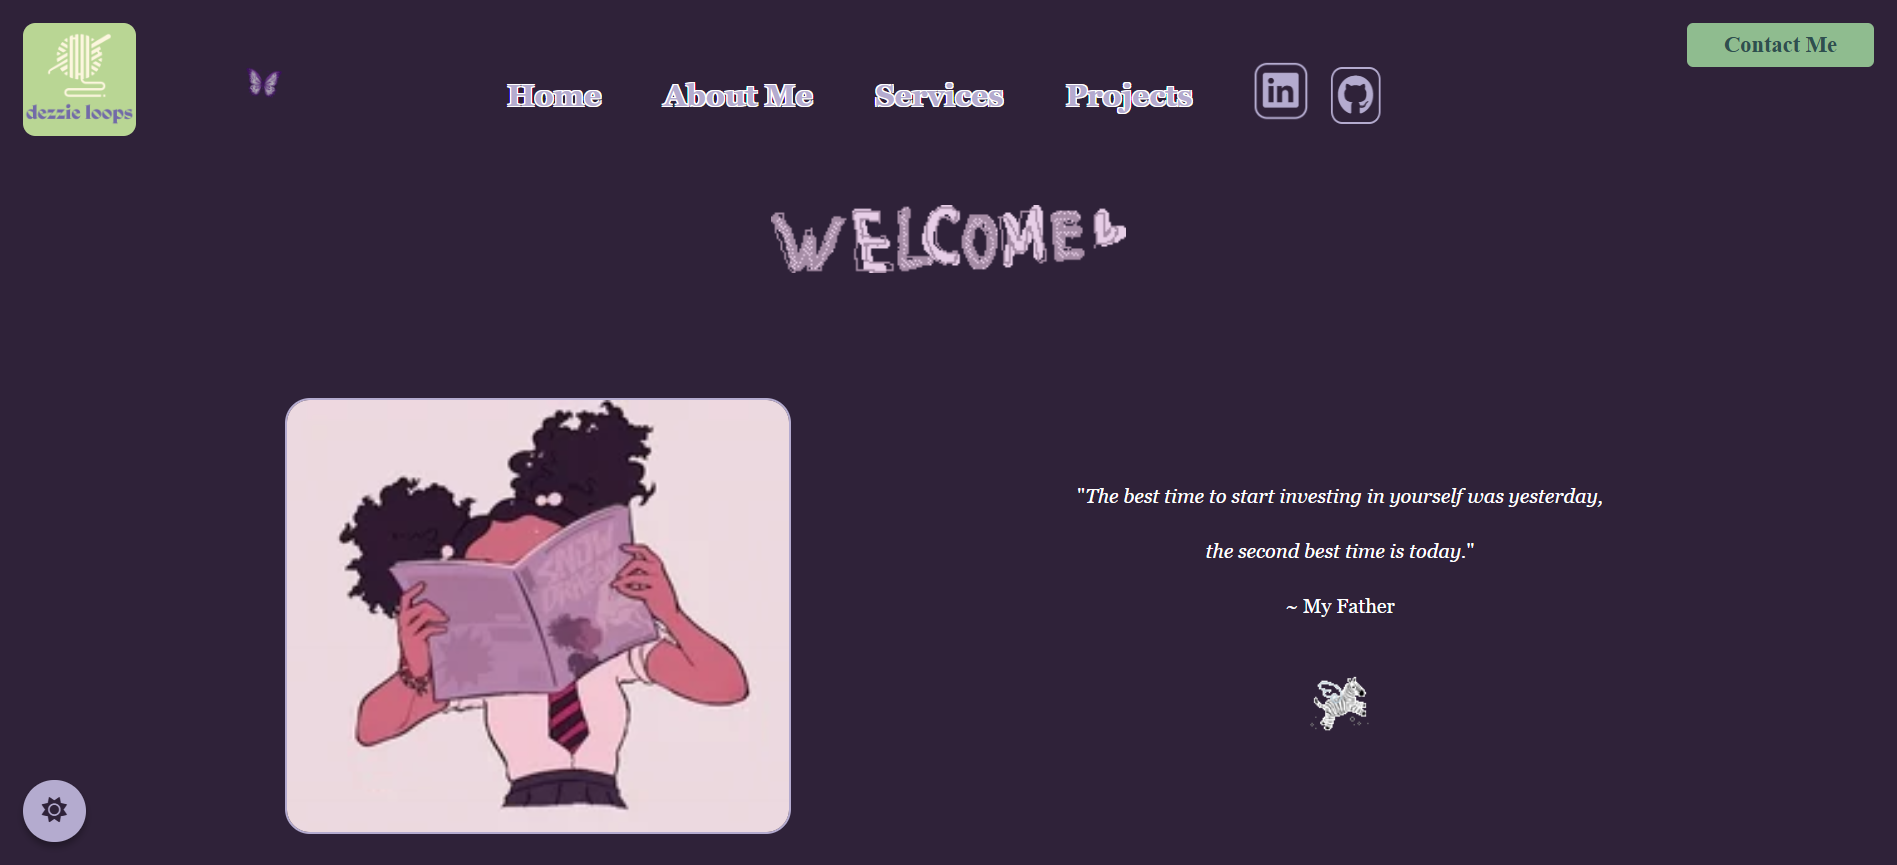 dezzie loops
Home
About Me
Services
Projects
in
Contact Me
WELCOME
"The best time to start investing in yourself was yesterday,
the second best time is today."
~ My Father